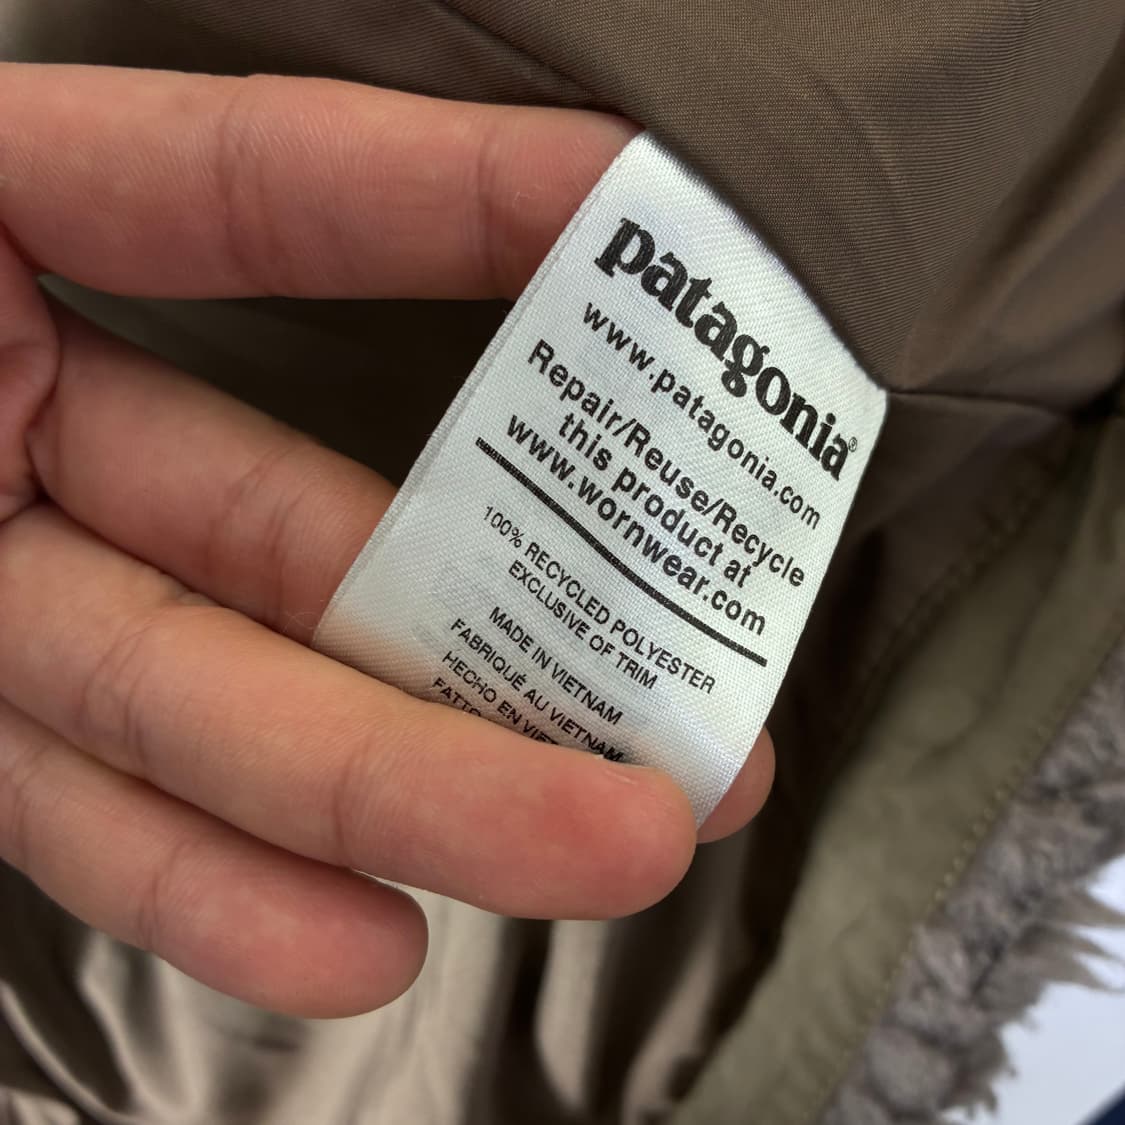 patagonia®
www.patagonia.com
Repair/Reuse/Recycle
this product at
www.wornwear.com
100% RECYCLED POLYESTER
EXCLUSIVE OF TRIM
MADE IN VIETNAM
FABRIQUÉ AU VIETNAM
HECHO EN VIETNAM
FATTO